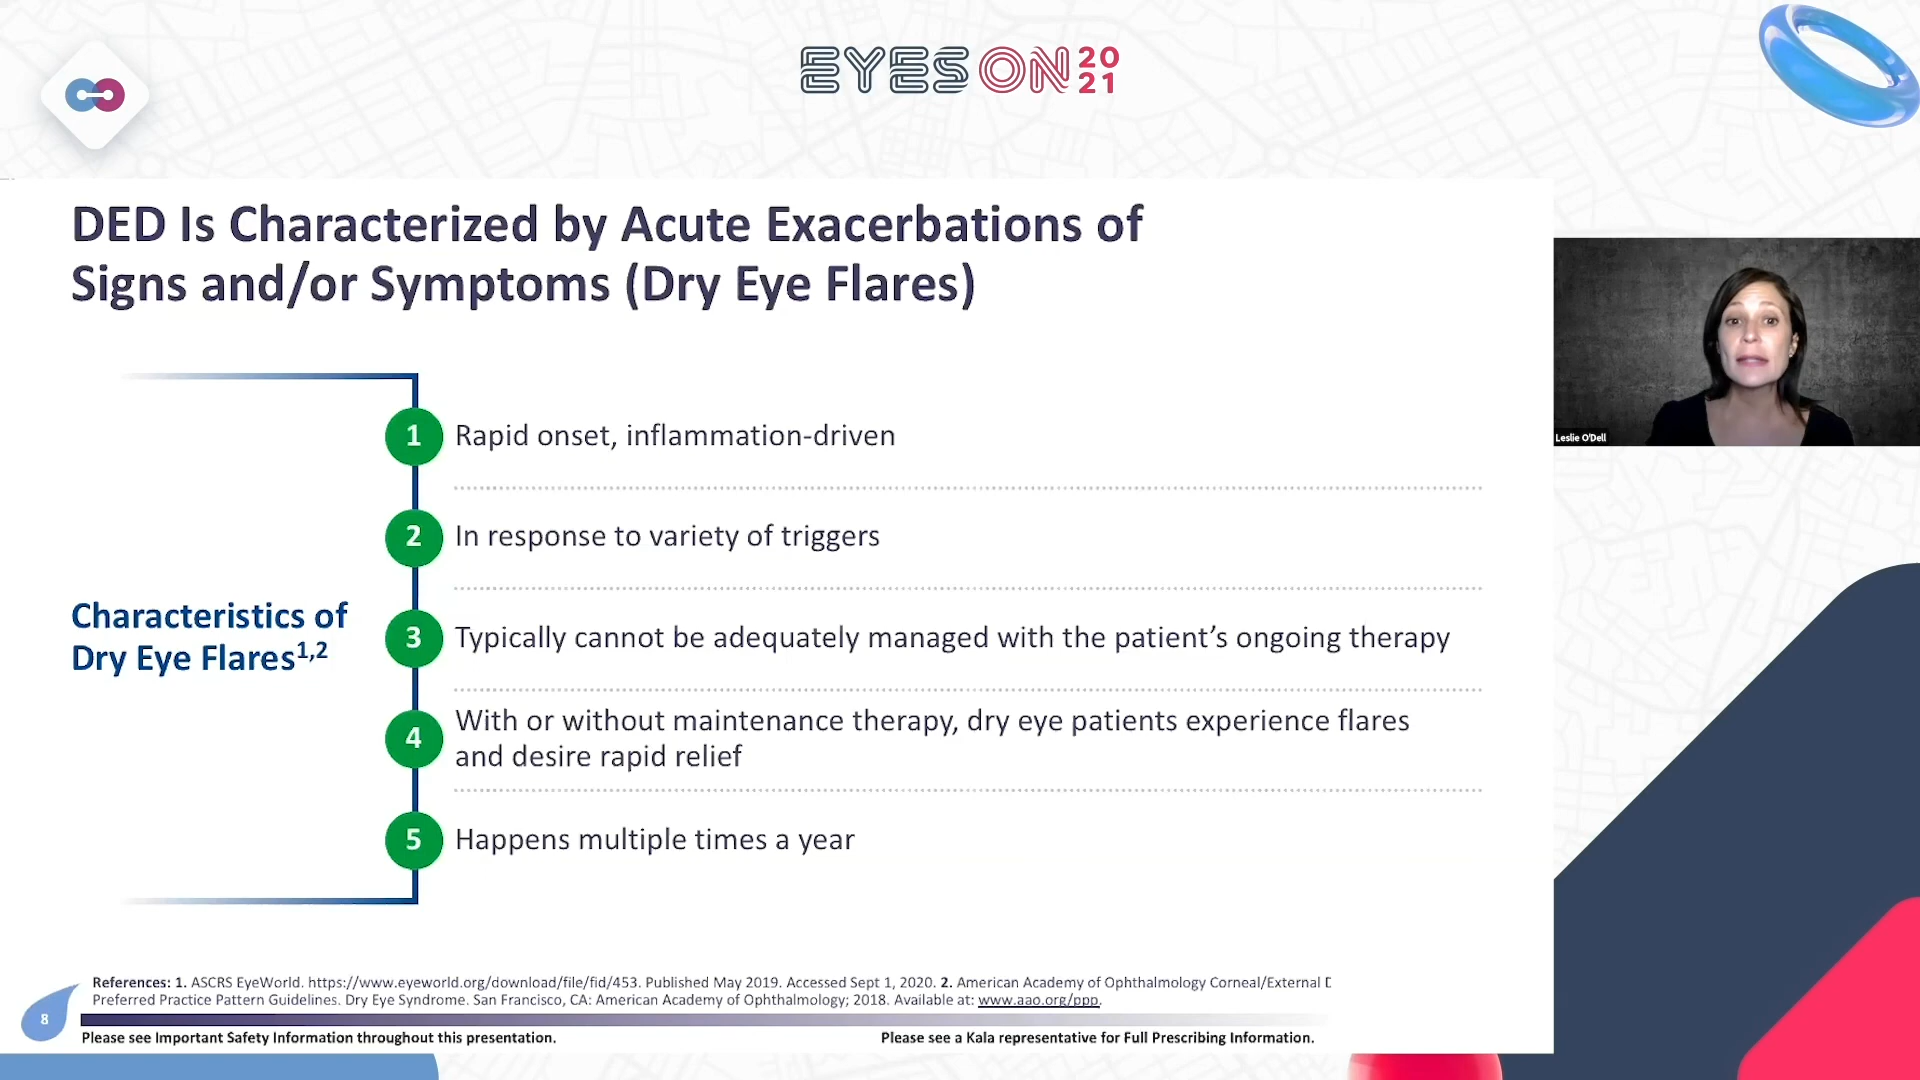 EYES ON 20
21
DED Is Characterized by Acute Exacerbations of
Signs and/or Symptoms (Dry Eye Flares)
Characteristics of
Dry Eye Flares1,2
1 Rapid onset, inflammation-driven
2 In response to variety of triggers
3 Typically cannot be adequately managed with the patient’s ongoing therapy
4 With or without maintenance therapy, dry eye patients experience flares
and desire rapid relief
5 Happens multiple times a year
Leslie O'Dell
References: 1. ASCRS EyeWorld. https://www.eyeworld.org/download/file/fid/453. Published May 2019. Accessed Sept 1, 2020. 2. American Academy of Ophthalmology Corneal/External
Preferred Practice Pattern Guidelines. Dry Eye Syndrome. San Francisco, CA: American Academy of Ophthalmology; 2018. Available at: www.aao.org/ppp.
8
Please see Important Safety Information throughout this presentation.
Please see a Kala representative for Full Prescribing Information.